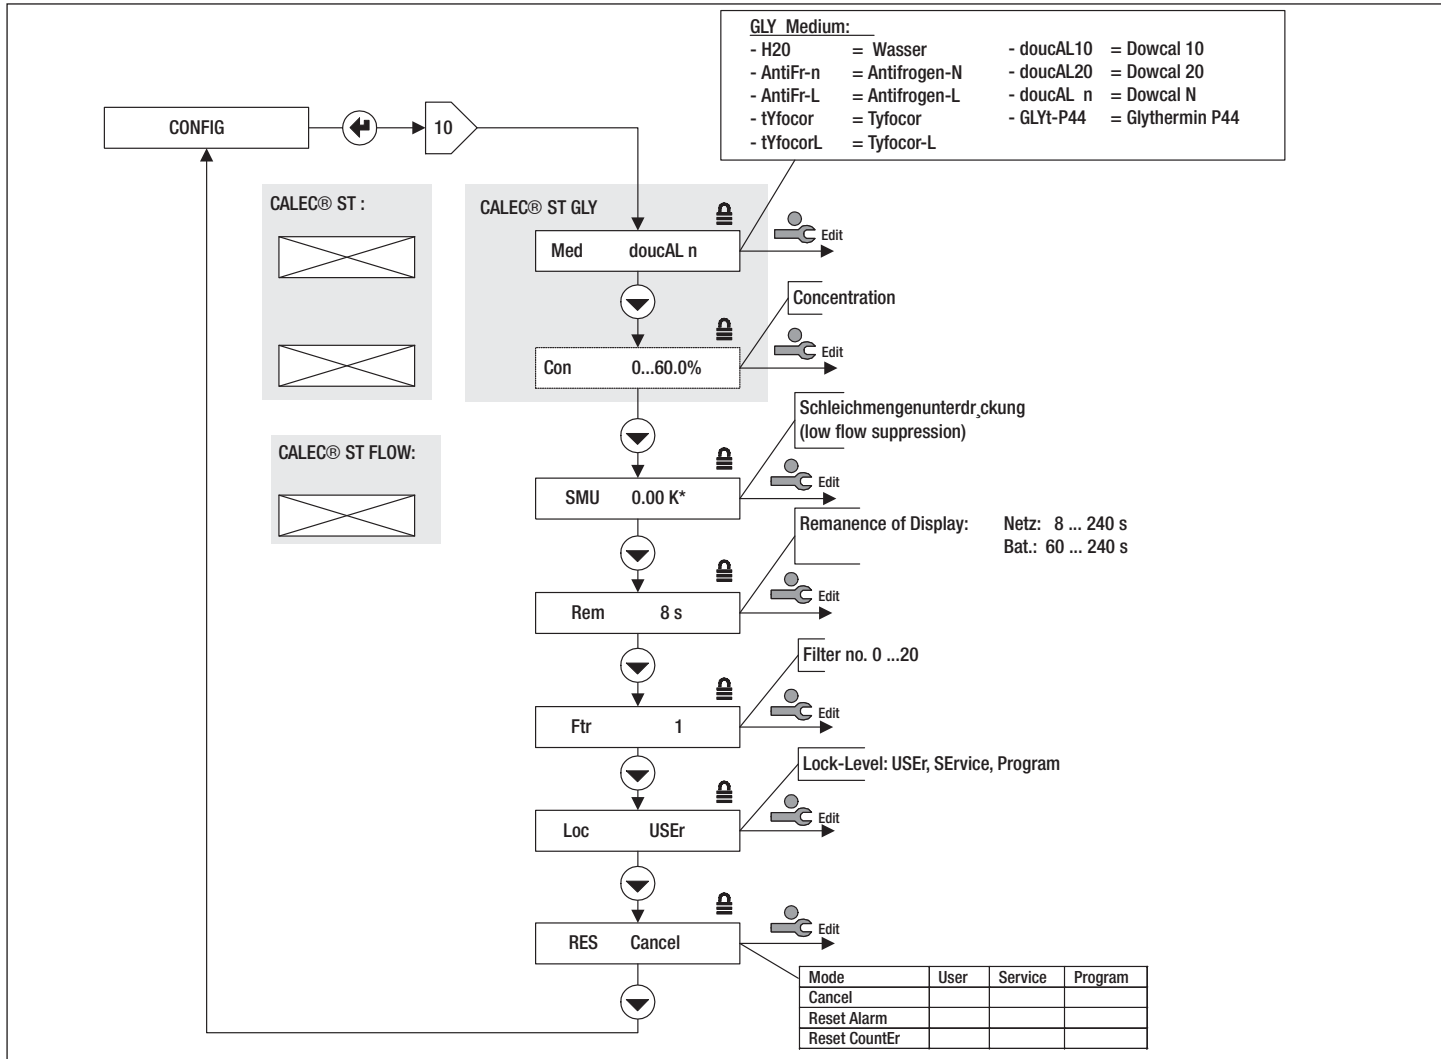 GLY Medium:
- H20 = Wasser
- AntiFr-n = Antifrogen-N
- AntiFr-L = Antifrogen-L
- tYfocor = Tyfocor
- tYfocorL = Tyfocor-L
- doucAL10 = Dowcal 10
- doucAL20 = Dowcal 20
- doucAL n = Dowcal N
- GLYt-P44 = Glythermin P44
CONFIG
10
CALEC® ST :
CALEC® ST GLY
Med doucAL n
Edit
Concentration
Con 0...60.0%
Edit
Schleichmengenunterdr¸ckung
(low flow suppression)
CALEC® ST FLOW:
SMU 0.00 K*
Edit
Remanence of Display: Netz: 8 ... 240 s
Bat.: 60 ... 240 s
Rem 8 s
Edit
Filter no. 0 ...20
Ftr 1
Edit
Lock-Level: USEr, SErvice, Program
Loc USEr
Edit
RES Cancel
Edit
Mode User Service Program
Cancel
Reset Alarm
Reset CountEr